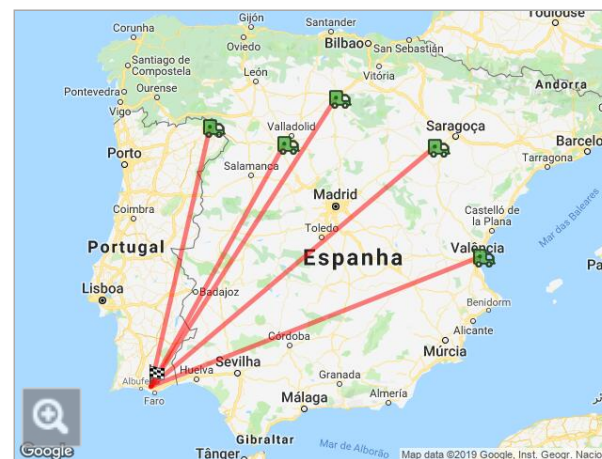 Toulouse
Gijón
Santander
Corunha
Oviedo
Bilbao
San Sebastián
Santiago de
Compostela
León
Vitória
Andorra
Pontevedra
Ourense
Vigo
Valladolid
Saragoça
Barcelo
Porto
Salamanca
Tarragona
Madrid
Coimbra
Toledo
Castelló de
la Plana
Mar das Baleares
Portugal
Espanha
Valência
Pa
Lisboa
Badajoz
Benidorm
Alicante
Córdoba
Múrcia
Albufe
Huelva
Sevilha
Faro
Granada
Almería
Málaga
Gibraltar
Tânger
Mar de Alborão
Google
Map data ©2019 Google, Inst. Geogr. Nacio